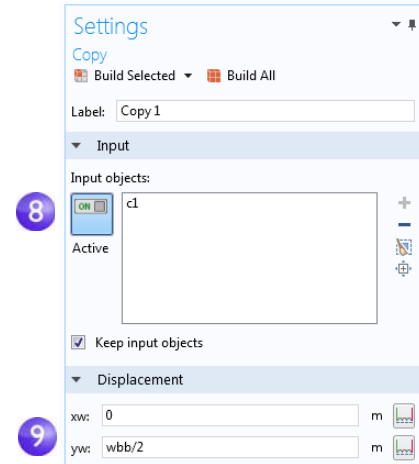 Settings
Copy
Build Selected Build All
Label: Copy 1
Input
Input objects:
8
ON
c1
Active
Keep input objects
Displacement
9
xw: 0 m
yw: wbb/2 m